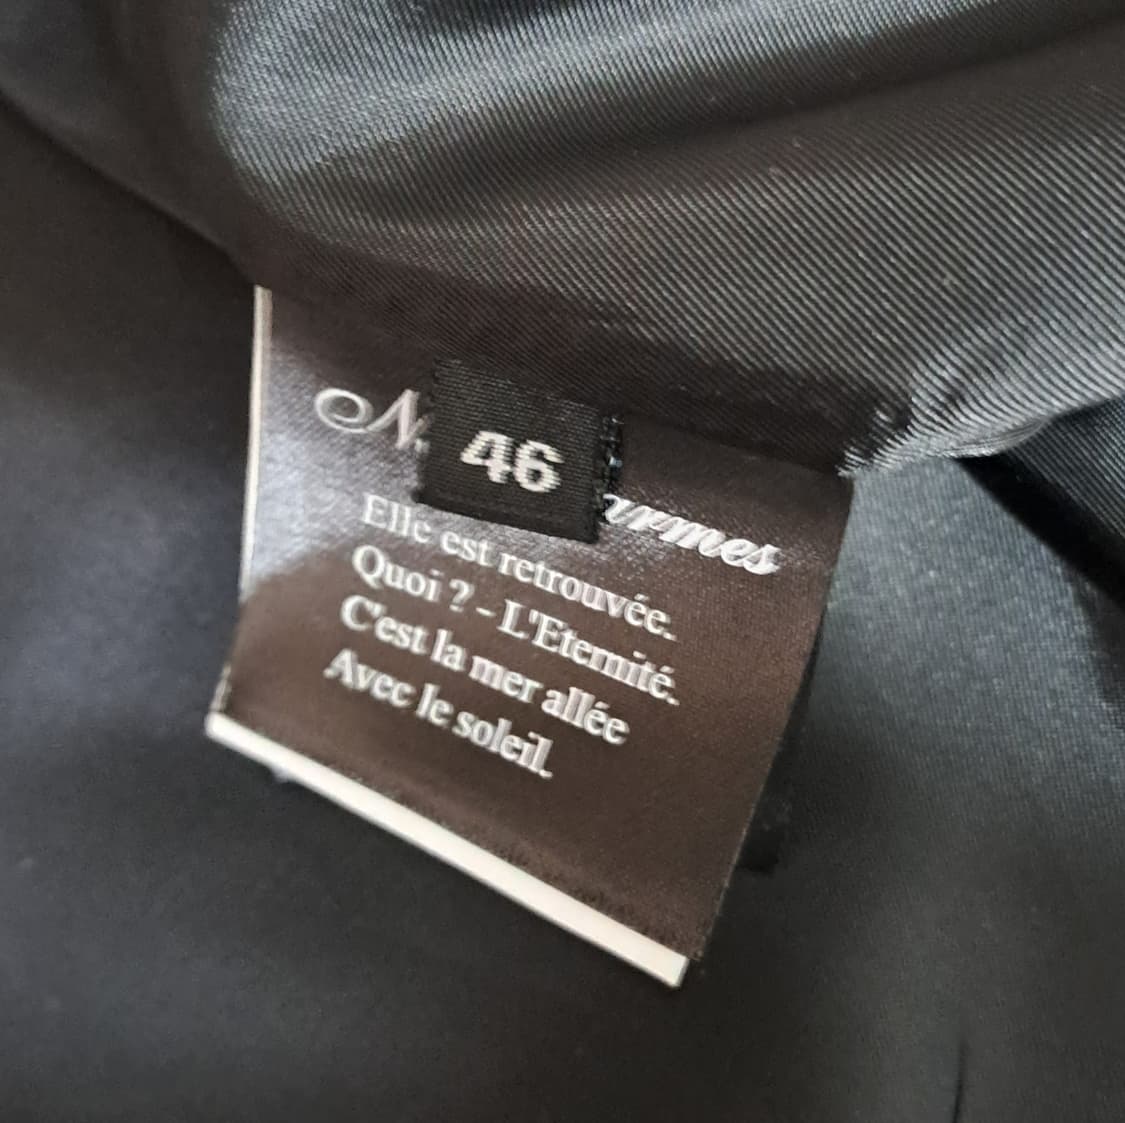 46
Elle est retrouvée.
Quoi ? - L'Eternité.
C'est la mer allée
Avec le soleil.